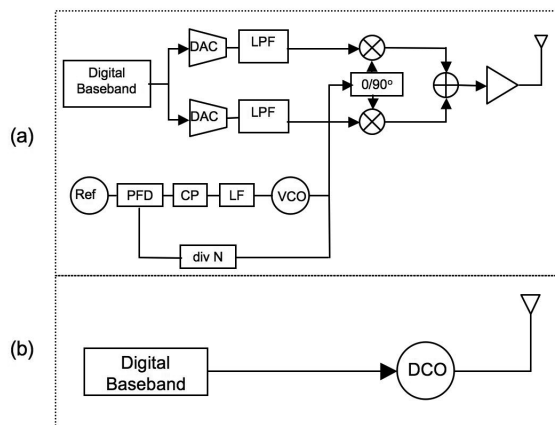 (a)
Digital
Baseband
DAC
LPF
DAC
LPF
0/90°
Ref
PFD
CP
LF
VCO
div N
(b)
Digital
Baseband
DCO